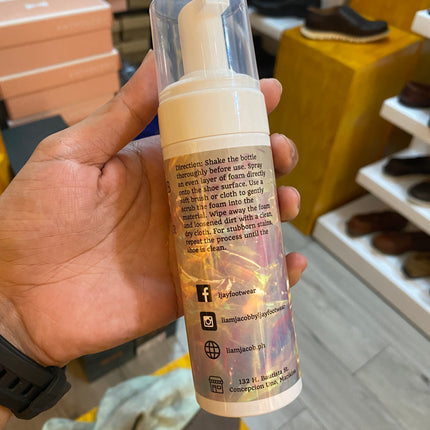 Direction: Shake the bottle
thoroughly before use. Spray
an even layer of foam directly
onto the shoe surface. Use a
soft brush or cloth to gently
scrub the foam into the
material. Wipe away the foam
and loosened dirt with a clean,
dry cloth. For stubborn stains,
repeat the process until the
shoe is clean.
ljayfootwear
liamjacobbyljayfootwear
liamjacob.ph
132 H. Bautista St.
Concepcion Uno, Marikina